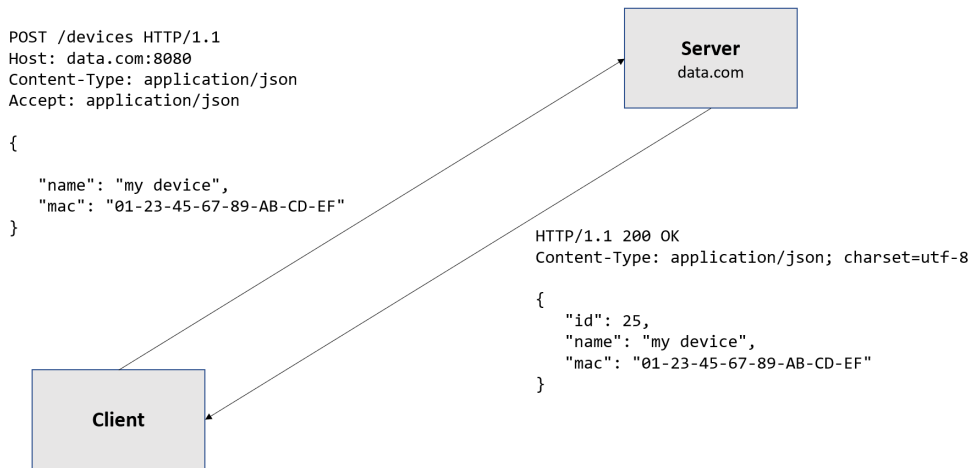 POST /devices HTTP/1.1
Host: data.com:8080
Content-Type: application/json
Accept: application/json
{
"name": "my device",
"mac": "01-23-45-67-89-AB-CD-EF"
}
Server
data.com
HTTP/1.1 200 OK
Content-Type: application/json; charset=utf-8
{
"id": 25,
"name": "my device",
"mac": "01-23-45-67-89-AB-CD-EF"
}
Client